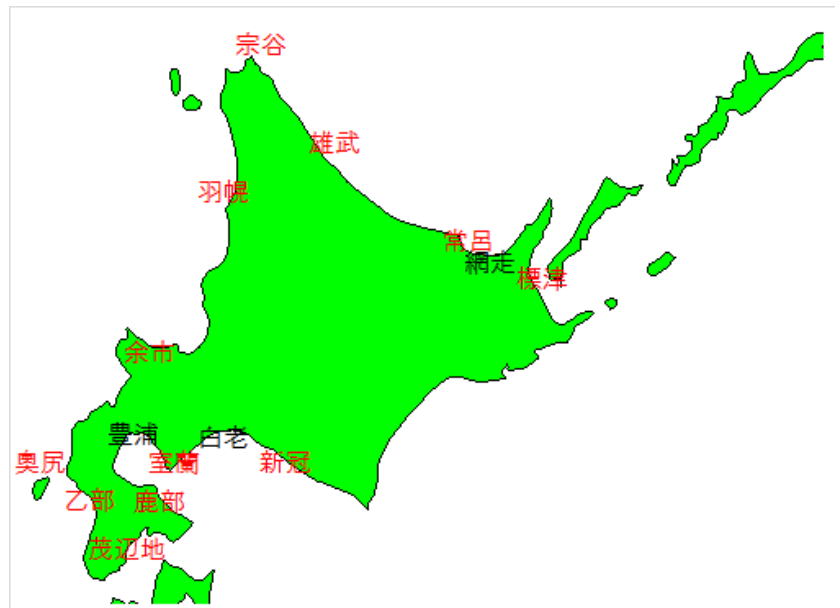 宗谷
雄武
羽幌
常呂
網走
標津
余市
豊浦
白老
奥尻
室蘭
新冠
乙部
鹿部
茂辺地